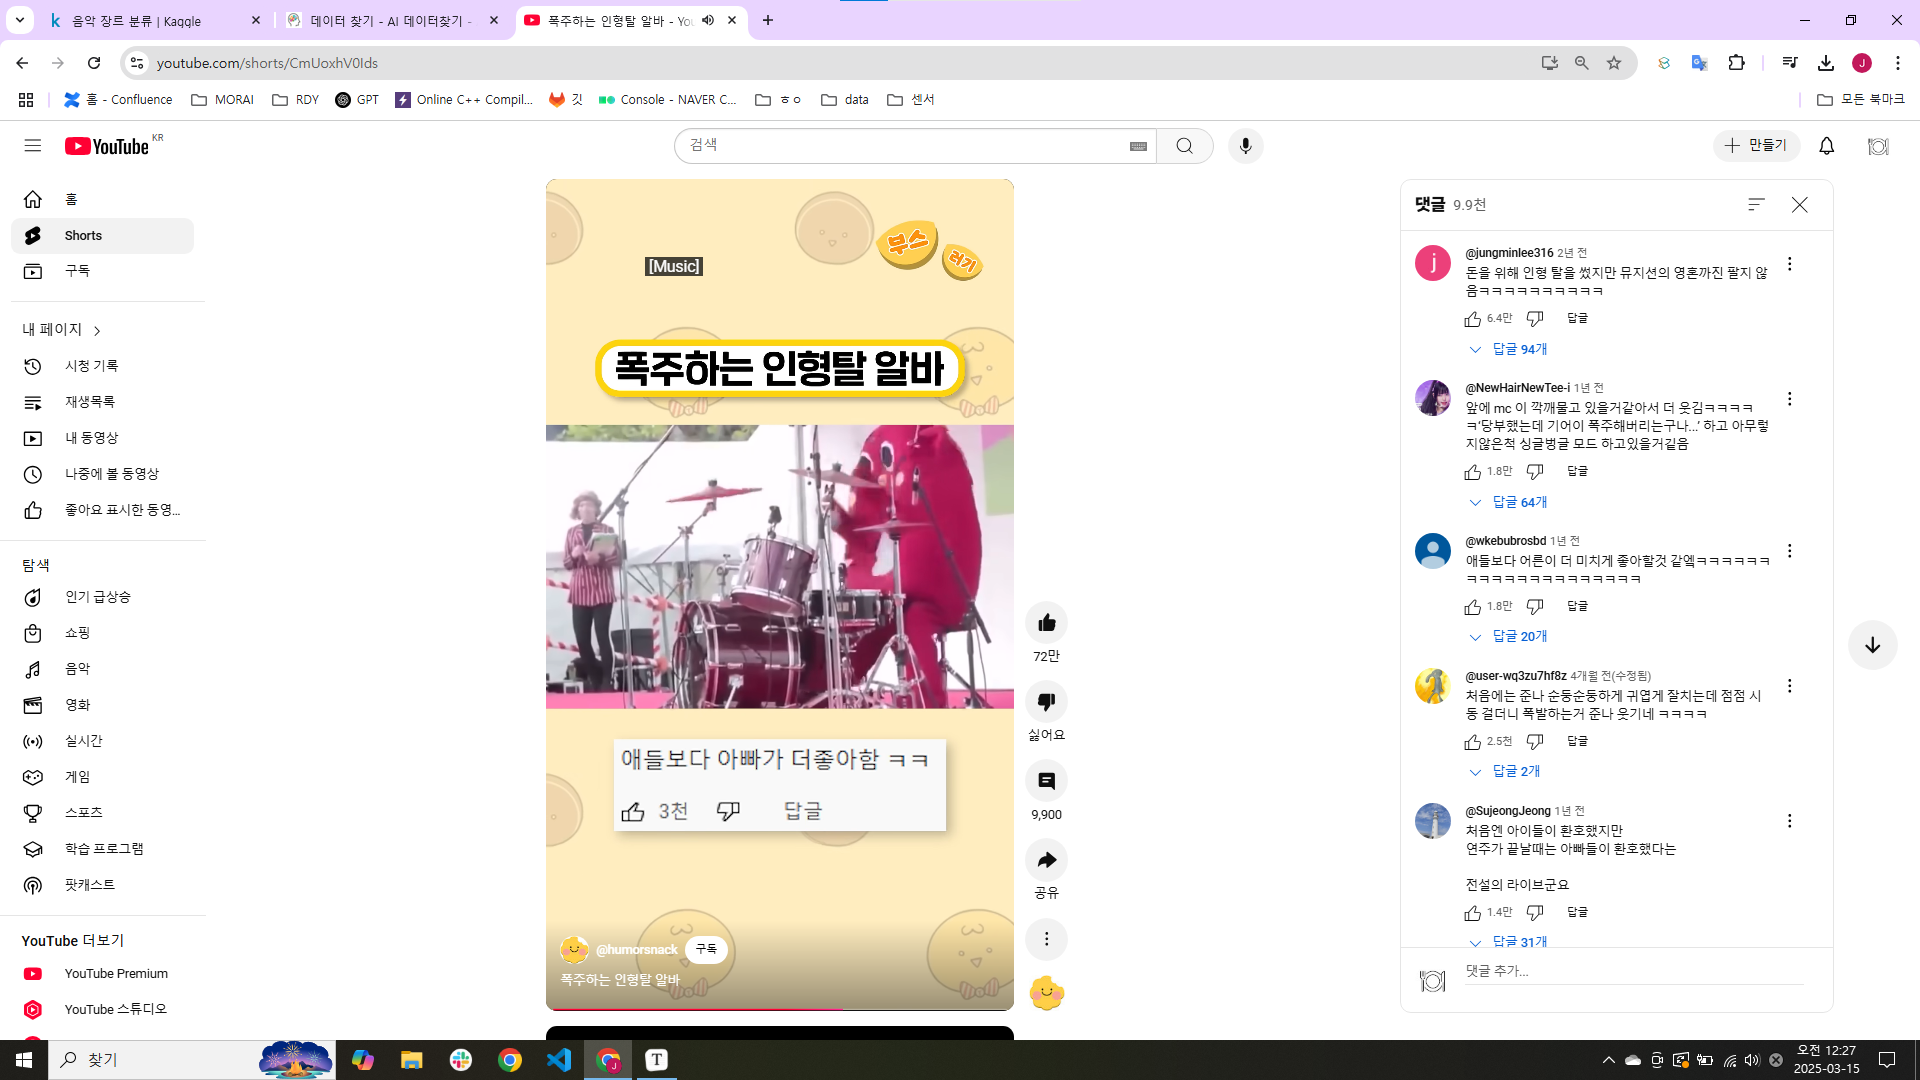 음악 장르 분류 | Kaggle
데이터 찾기 - AI 데이터찾기 -
폭주하는 인형탈 알바 - You
youtube.com/shorts/CmUoxhV0Ids
홈 - Confluence
MORAI
RDY
GPT
Online C++ Compil...
깃
Console - NAVER C...
ㅎㅇ
data
센서
모든 북마크
YouTube KR
검색
만들기
홈
Shorts
구독
내 페이지
시청 기록
재생목록
내 동영상
나중에 볼 동영상
좋아요 표시한 동영...
탐색
인기 급상승
쇼핑
음악
영화
실시간
게임
스포츠
학습 프로그램
팟캐스트
YouTube 더보기
YouTube Premium
YouTube 스튜디오
부스
러기
[Music]
폭주하는 인형탈 알바
애들보다 아빠가 더좋아함 ㅋㅋ
3천 답글
@humorsnack 구독
폭주하는 인형탈 알바
72만
싫어요
9,900
공유
댓글 9.9천
@jungminlee316 2년 전
돈을 위해 인형 탈을 썼지만 뮤지션의 영혼까진 팔지 않
음ㅋㅋㅋㅋㅋㅋㅋㅋㅋㅋ
6.4만 답글
답글 94개
@NewHairNewTee-i 1년 전
앞에 mc 이 깍깨물고 있을거같아서 더 웃김ㅋㅋㅋㅋ
ㅋ‘당부했는데 기어이 폭주해버리는구나...’ 하고 아무렇
지않은척 싱글벙글 모드 하고있을거길음
1.8만 답글
답글 64개
@wkebubrosbd 1년 전
애들보다 어른이 더 미치게 좋아할것 같엨ㅋㅋㅋㅋㅋㅋ
ㅋㅋㅋㅋㅋㅋㅋㅋㅋㅋㅋㅋㅋㅋ
1.8만 답글
답글 20개
@user-wq3zu7hf8z 4개월 전(수정됨)
처음에는 준나 순둥순둥하게 귀엽게 잘치는데 점점 시
동 걸더니 폭발하는거 준나 웃기네 ㅋㅋㅋㅋ
2.5천 답글
답글 2개
@SujeongJeong 1년 전
처음엔 아이들이 환호했지만
연주가 끝날때는 아빠들이 환호했다는
전설의 라이브군요
1.4만 답글
답글 31개
댓글 추가...
찾기
오전 12:27
2025-03-15